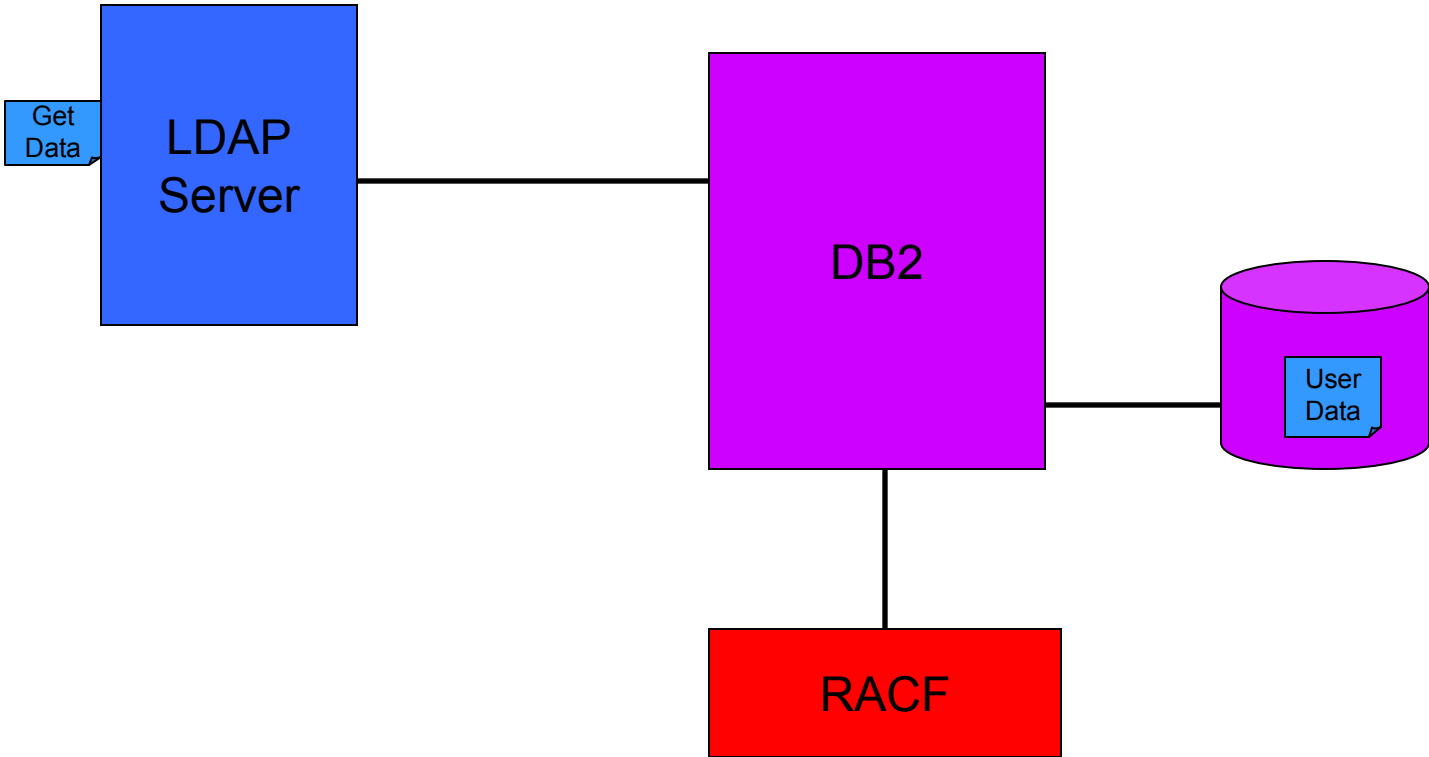 Get
Data
LDAP
Server
DB2
User
Data
RACF